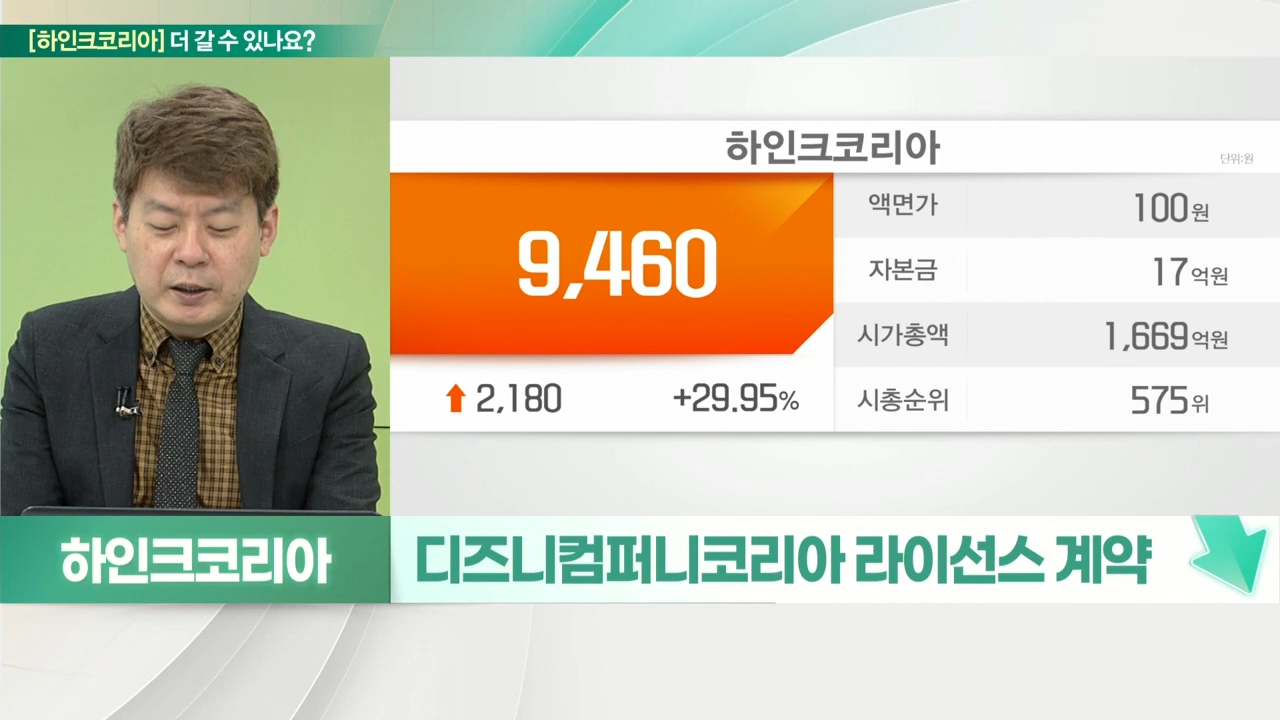 [하인크코리아] 더 갈 수 있나요?
하인크코리아
단위:원
9,460
2,180 +29.95%
액면가 100원
자본금 17억원
시가총액 1,669억원
시총순위 575위
하인크코리아 디즈니컴퍼니코리아 라이선스 계약